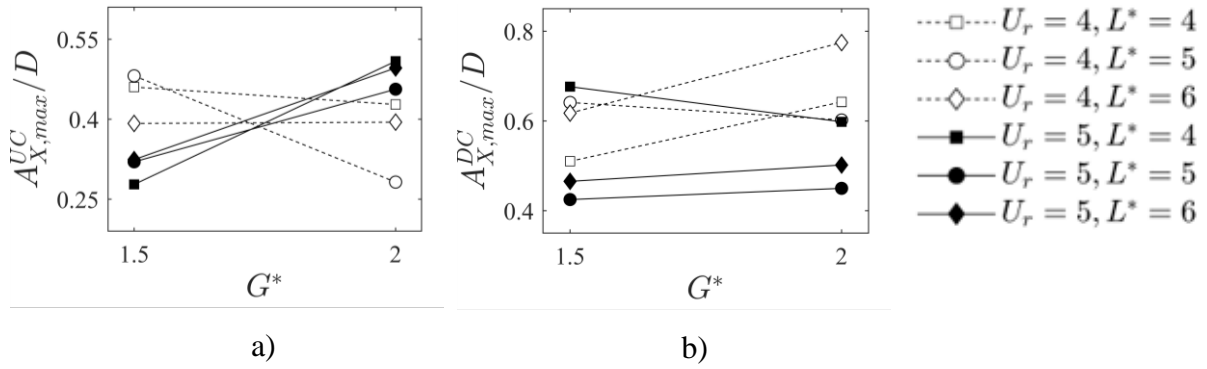 0.55
0.4
0.25
A^{UC}_{X,max}/D
1.5 2
G*
a)
0.8
0.6
0.4
A^{DC}_{X,max}/D
1.5 2
G*
b)
U_r = 4, L* = 4
U_r = 4, L* = 5
U_r = 4, L* = 6
U_r = 5, L* = 4
U_r = 5, L* = 5
U_r = 5, L* = 6